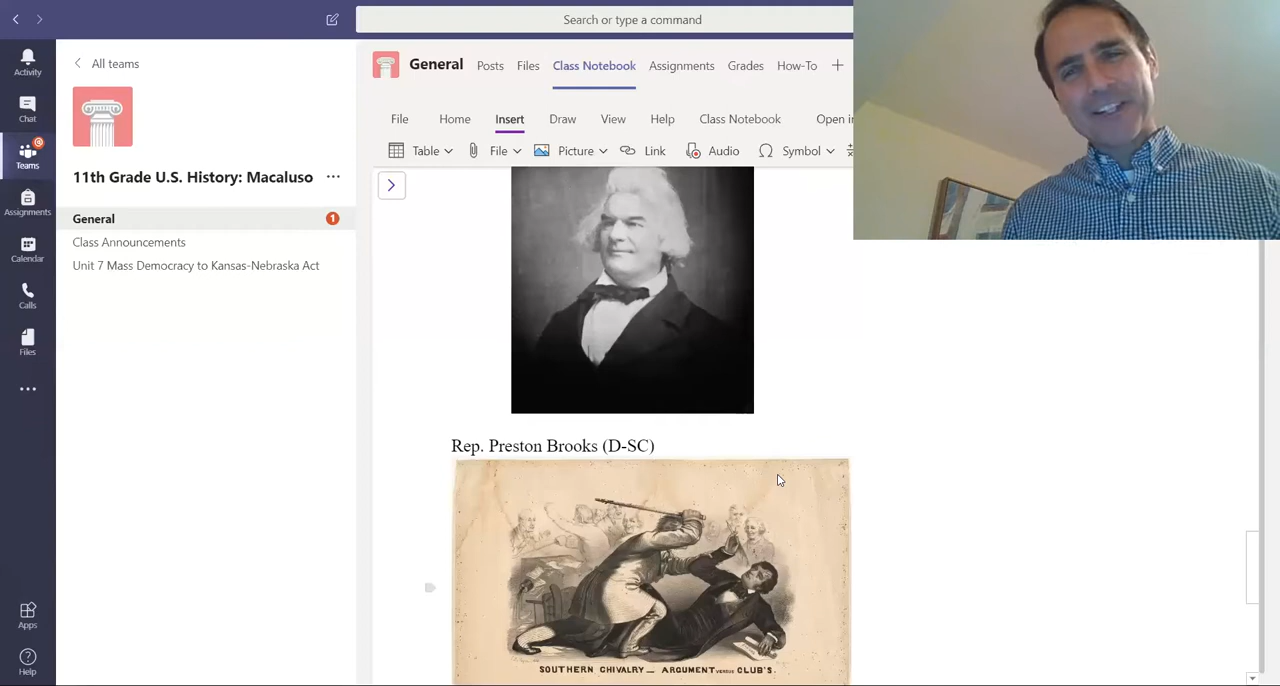 Search or type a command
Activity
Chat
Teams
Assignments
Calendar
Calls
Files
Apps
Help
All teams
11th Grade U.S. History: Macaluso
General
1
Class Announcements
Unit 7 Mass Democracy to Kansas-Nebraska Act
General Posts Files Class Notebook Assignments Grades How-To
File Home Insert Draw View Help Class Notebook Open in
Table File Picture Link Audio Symbol
Rep. Preston Brooks (D-SC)
SOUTHERN CHIVALRY — ARGUMENT VERSUS CLUB'S.